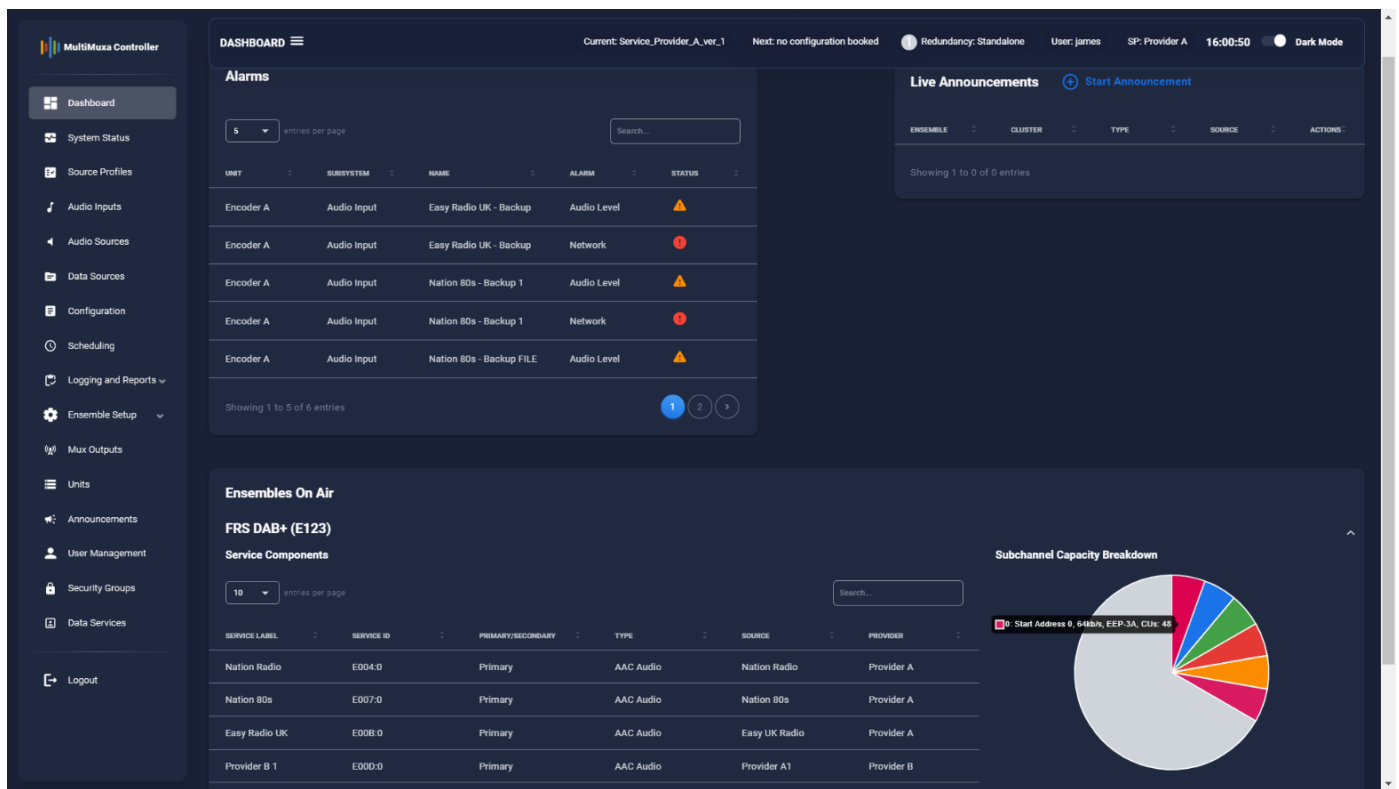 MultiMuxa Controller
Dashboard
System Status
Source Profiles
Audio Inputs
Audio Sources
Data Sources
Configuration
Scheduling
Logging and Reports
Ensemble Setup
Mux Outputs
Units
Announcements
User Management
Security Groups
Data Services
Logout
DASHBOARD Current: Service_Provider_A_ver_1 Next: no configuration booked 1 Redundancy: Standalone User: james SP: Provider A 16:00:50 Dark Mode
Alarms
5 entries per page Search...
UNIT SUBSYSTEM NAME ALARM STATUS
Encoder A Audio Input Easy Radio UK - Backup Audio Level
Encoder A Audio Input Easy Radio UK - Backup Network
Encoder A Audio Input Nation 80s - Backup 1 Audio Level
Encoder A Audio Input Nation 80s - Backup 1 Network
Encoder A Audio Input Nation 80s - Backup FILE Audio Level
Showing 1 to 5 of 6 entries 1 2 >
Live Announcements Start Announcement
ENSEMBLE CLUSTER TYPE SOURCE ACTIONS
Showing 1 to 0 of 0 entries
Ensembles On Air
FRS DAB+ (E123)
Service Components
10 entries per page Search...
SERVICE LABEL SERVICE ID PRIMARY/SECONDARY TYPE SOURCE PROVIDER
Nation Radio E004:0 Primary AAC Audio Nation Radio Provider A
Nation 80s E007:0 Primary AAC Audio Nation 80s Provider A
Easy Radio UK E00B:0 Primary AAC Audio Easy UK Radio Provider A
Provider B 1 E00D:0 Primary AAC Audio Provider A1 Provider B
Subchannel Capacity Breakdown
0: Start Address 0, 64kb/s, EEP-3A, CUs: 48